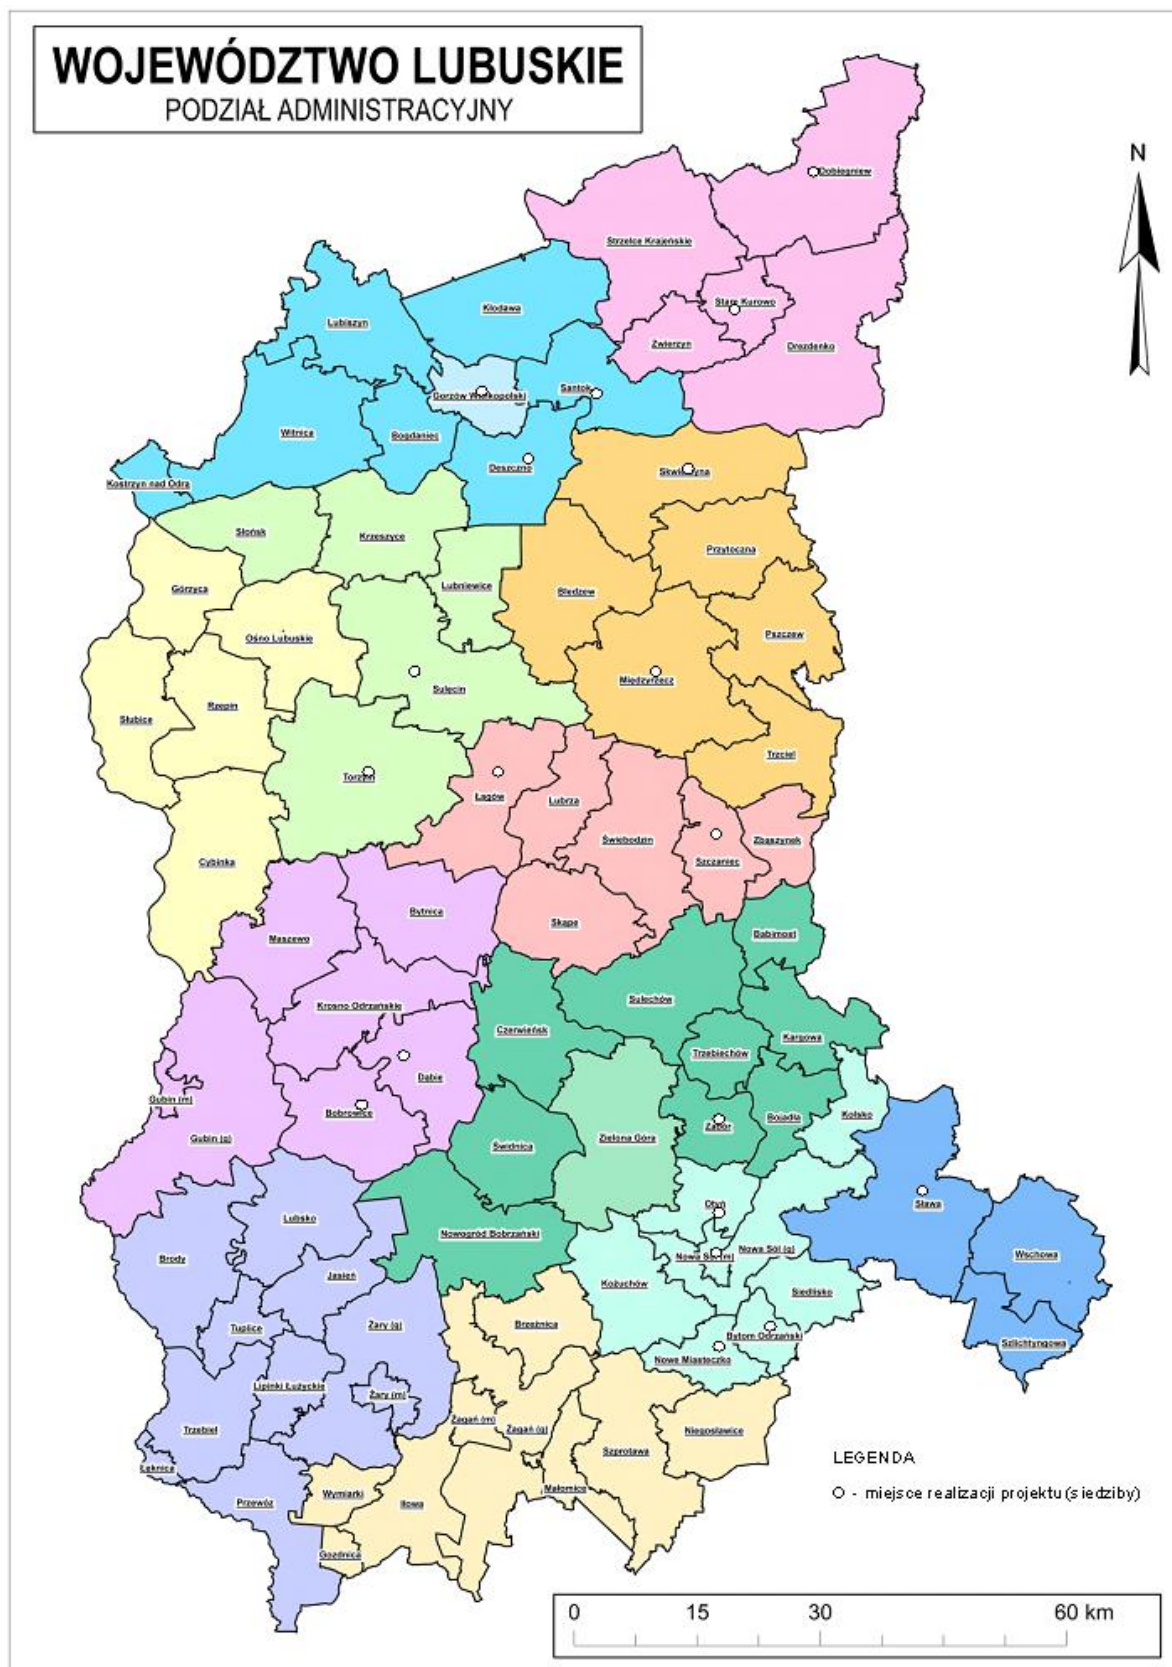 WOJEWÓDZTWO LUBUSKIE
PODZIAŁ ADMINISTRACYJNY
N
Dobiegniew
Strzelce Krajeńskie
Stare Kurowo
Zwierzyn
Drezdenko
Kłodawa
Lubiszyn
Gorzów Wielkopolski
Santok
Witnica
Bogdaniec
Deszczno
Kostrzyn nad Odrą
Skwierzyna
Słońsk
Krzeszyce
Przytoczna
Lubniewice
Górzyca
Bledzew
Ośno Lubuskie
Pszczew
Międzyrzecz
Sulęcin
Rzepin
Słubice
Trzciel
Torzym
Łagów
Lubrza
Świebodzin
Zbąszynek
Szczaniec
Cybinka
Bytnica
Skąpe
Babimost
Maszewo
Sulechów
Krosno Odrzańskie
Czerwieńsk
Kargowa
Trzebiechów
Dąbie
Gubin (m)
Bobrowice
Kolsko
Bojadła
Zabór
Gubin (g)
Zielona Góra
Świdnica
Otyń
Sława
Lubsko
Nowogród Bobrzański
Nowa Sól (g)
Nowa Sól (m)
Wschowa
Brody
Jasień
Kożuchów
Siedlisko
Tuplice
Żary (g)
Brzeźnica
Bytom Odrzański
Szlichtyngowa
Nowe Miasteczko
Lipinki Łużyckie
Żary (m)
Żagań (m)
Żagań (g)
Trzebiel
Niegosławice
Szprotawa
Łęknica
Małomice
Wymiarki
Przewóz
Iłowa
Gozdnica
LEGENDA
- miejsce realizacji projektu (siedziby)
0 15 30 60 km